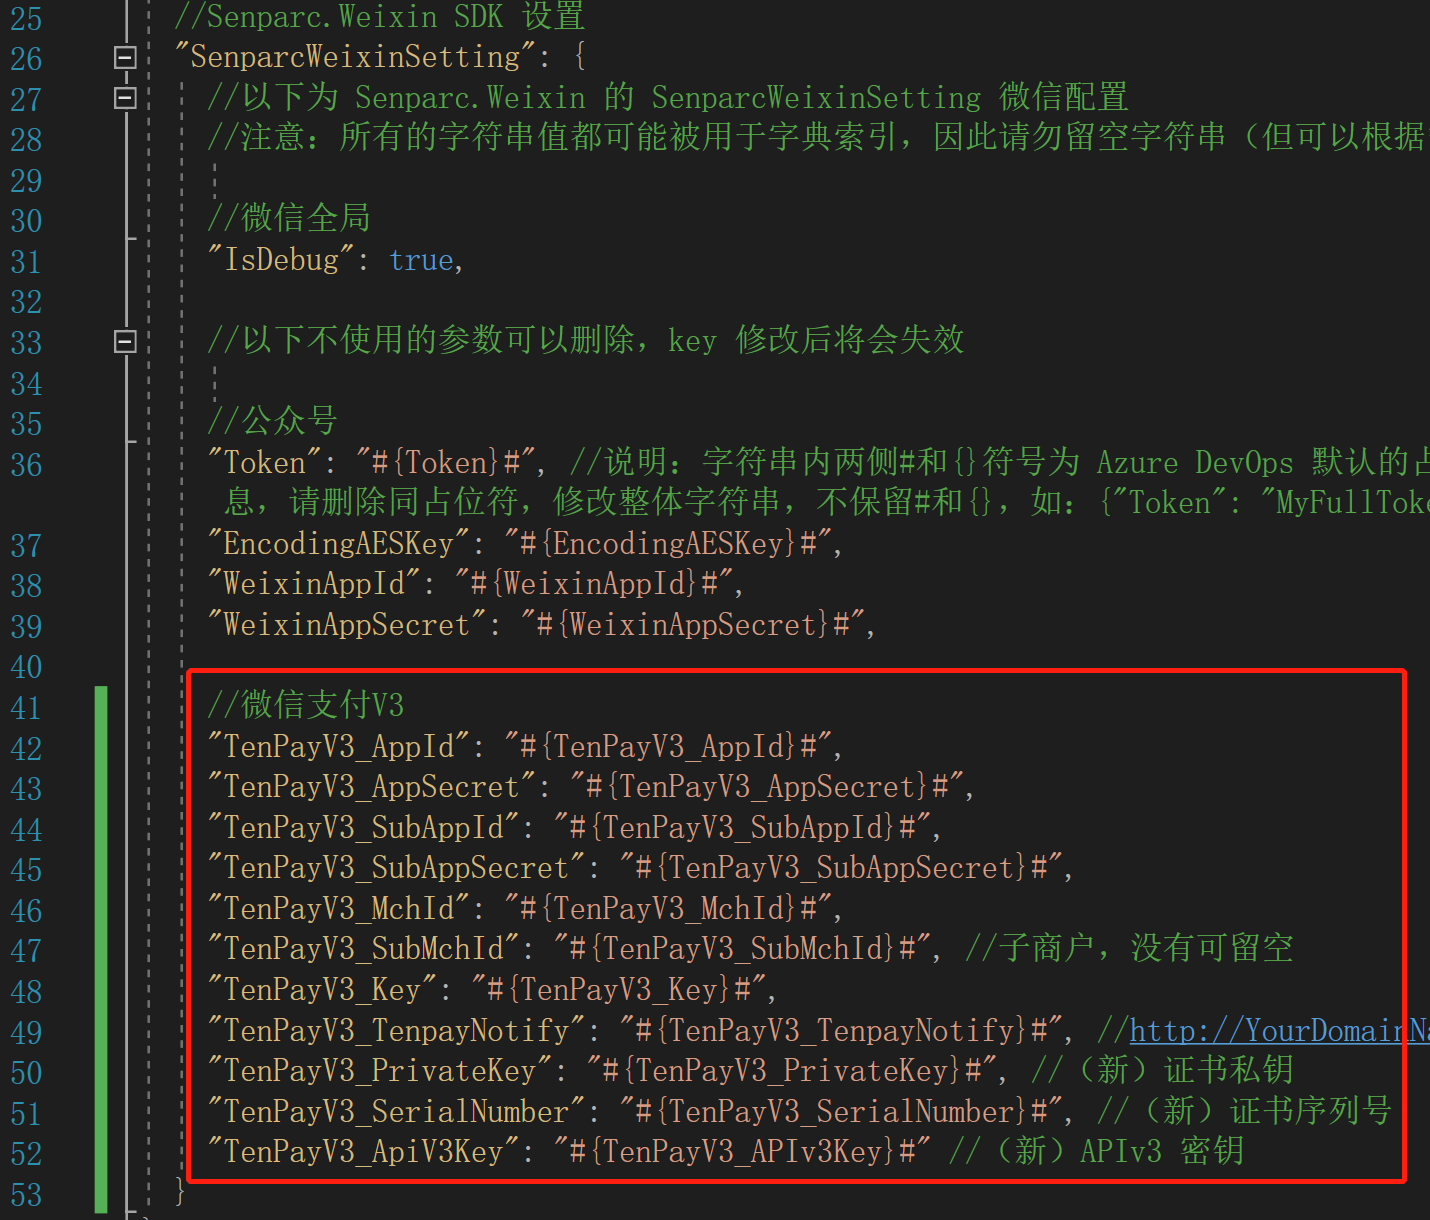 25 //Senparc.Weixin SDK 设置
26 "SenparcWeixinSetting": {
27 //以下为 Senparc.Weixin 的 SenparcWeixinSetting 微信配置
28 //注意：所有的字符串值都可能被用于字典索引，因此请勿留空字符串（但可以根据
29
30 //微信全局
31 "IsDebug": true,
32
33 //以下不使用的参数可以删除，key 修改后将会失效
34
35 //公众号
36 "Token": "#{Token}#", //说明：字符串内两侧#和{}符号为 Azure DevOps 默认的占
息，请删除同占位符，修改整体字符串，不保留#和{}，如：{"Token": "MyFullToke
37 "EncodingAESKey": "#{EncodingAESKey}#",
38 "WeixinAppId": "#{WeixinAppId}#",
39 "WeixinAppSecret": "#{WeixinAppSecret}#",
40
41 //微信支付V3
42 "TenPayV3_AppId": "#{TenPayV3_AppId}#",
43 "TenPayV3_AppSecret": "#{TenPayV3_AppSecret}#",
44 "TenPayV3_SubAppId": "#{TenPayV3_SubAppId}#",
45 "TenPayV3_SubAppSecret": "#{TenPayV3_SubAppSecret}#",
46 "TenPayV3_MchId": "#{TenPayV3_MchId}#",
47 "TenPayV3_SubMchId": "#{TenPayV3_SubMchId}#", //子商户，没有可留空
48 "TenPayV3_Key": "#{TenPayV3_Key}#",
49 "TenPayV3_TenpayNotify": "#{TenPayV3_TenpayNotify}#", //http://YourDomainNa
50 "TenPayV3_PrivateKey": "#{TenPayV3_PrivateKey}#", //（新）证书私钥
51 "TenPayV3_SerialNumber": "#{TenPayV3_SerialNumber}#", //（新）证书序列号
52 "TenPayV3_ApiV3Key": "#{TenPayV3_APIv3Key}#" //（新）APIv3 密钥
53 }